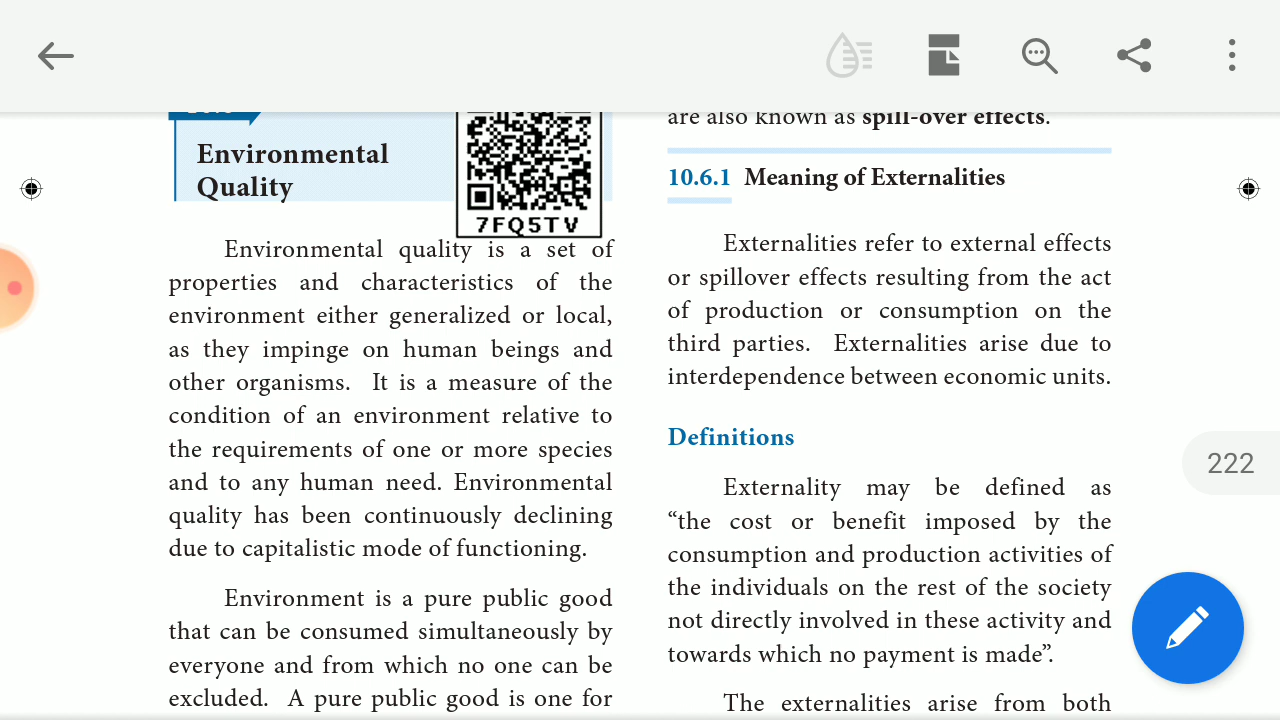 Environmental
Quality
7FQ5TV
Environmental quality is a set of
properties and characteristics of the
environment either generalized or local,
as they impinge on human beings and
other organisms. It is a measure of the
condition of an environment relative to
the requirements of one or more species
and to any human need. Environmental
quality has been continuously declining
due to capitalistic mode of functioning.
Environment is a pure public good
that can be consumed simultaneously by
everyone and from which no one can be
excluded. A pure public good is one for
are also known as spill-over effects.
10.6.1 Meaning of Externalities
Externalities refer to external effects
or spillover effects resulting from the act
of production or consumption on the
third parties. Externalities arise due to
interdependence between economic units.
Definitions
Externality may be defined as
“the cost or benefit imposed by the
consumption and production activities of
the individuals on the rest of the society
not directly involved in these activity and
towards which no payment is made”.
The externalities arise from both
222